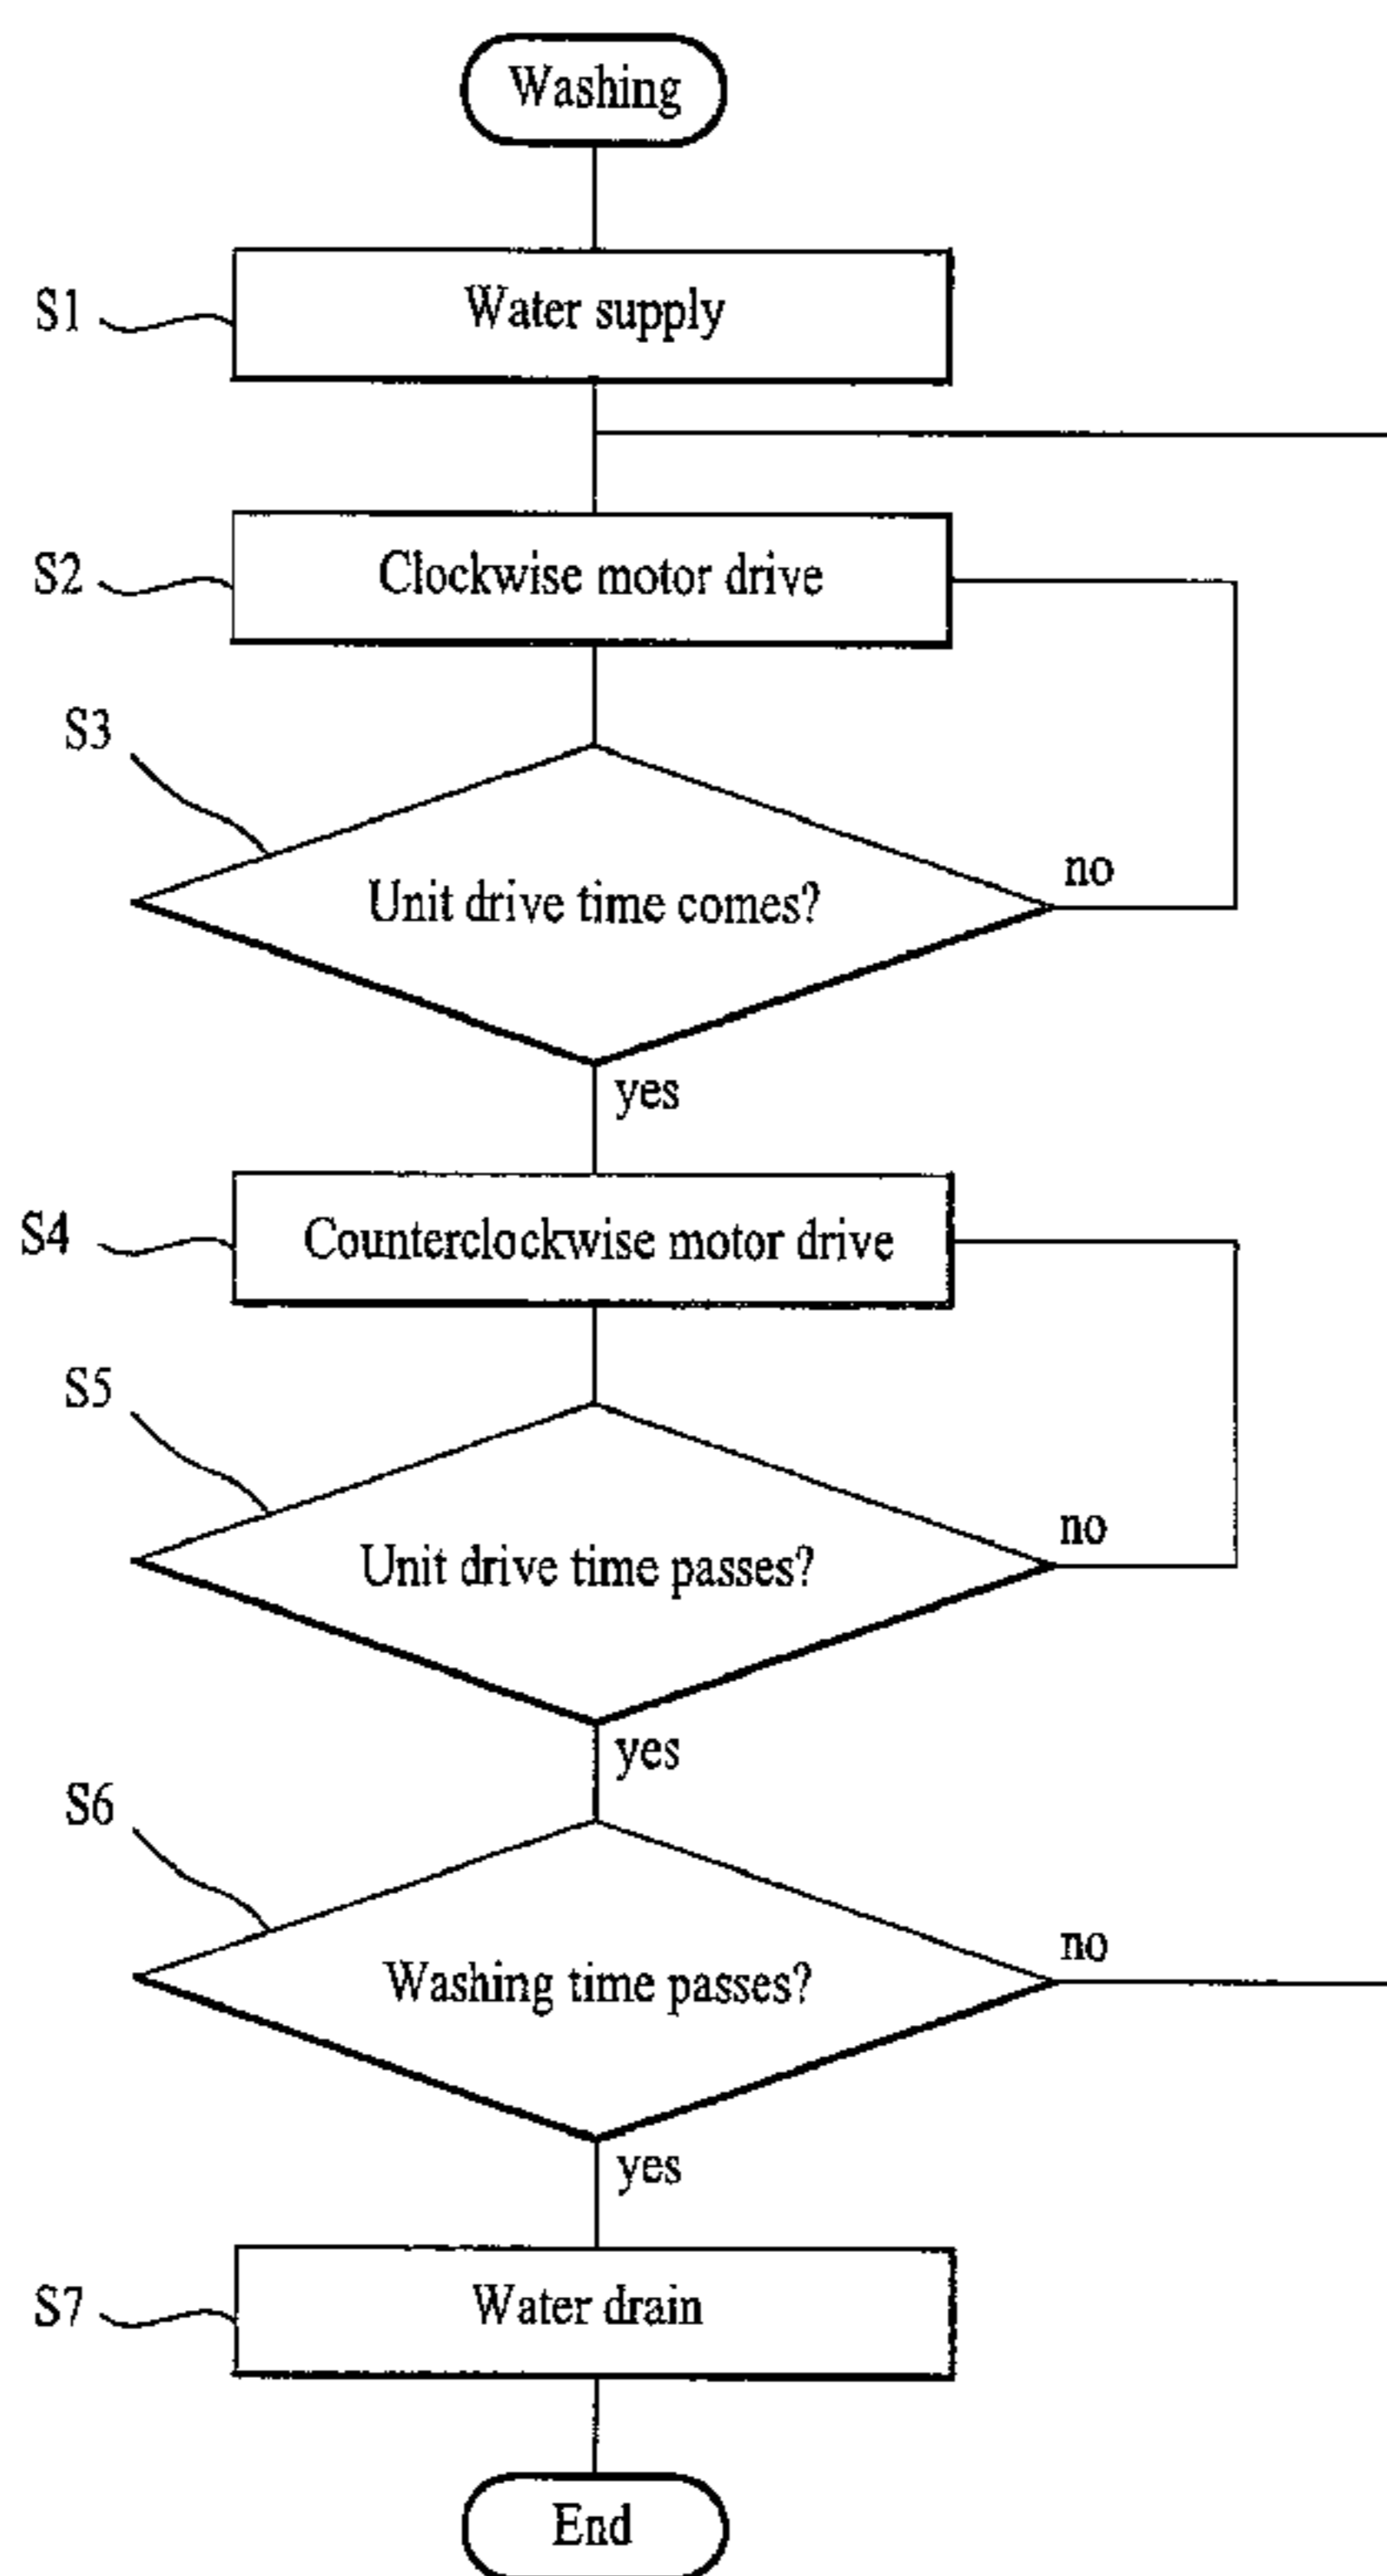 Washing
S1
Water supply
S2
Clockwise motor drive
S3
Unit drive time comes?
no
yes
S4
Counterclockwise motor drive
S5
Unit drive time passes?
no
yes
S6
Washing time passes?
no
yes
S7
Water drain
End